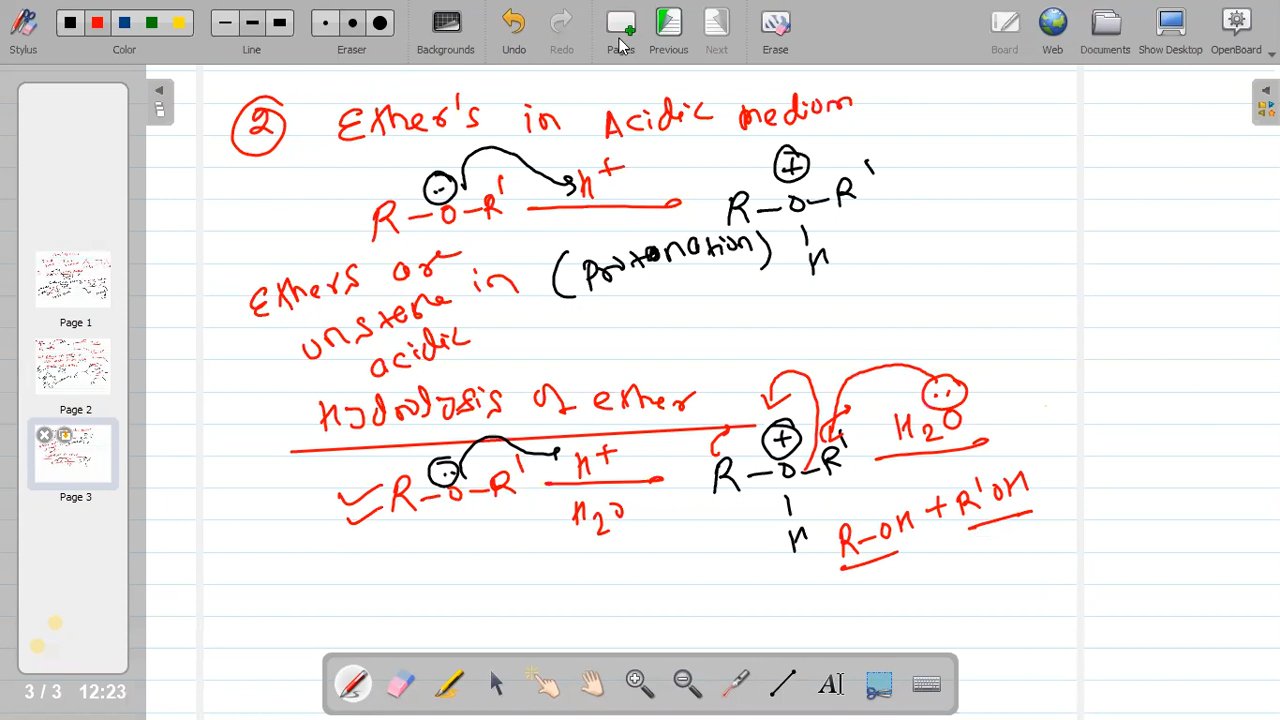 Stylus Color Line Eraser Backgrounds Undo Redo Pages Previous Next Erase Board Web Documents Show Desktop OpenBoard
② Ether's in Acidic medium
R-O-R' H+ R-O-R'
H
(Protonation)
Ethers are
in
acidic
Hydrolysis of ether
R-O-R' H+ R-O-R' H2O
H2O
H
R-OH + R'OH
Page 1
Page 2
Page 3
3 / 3 12:23